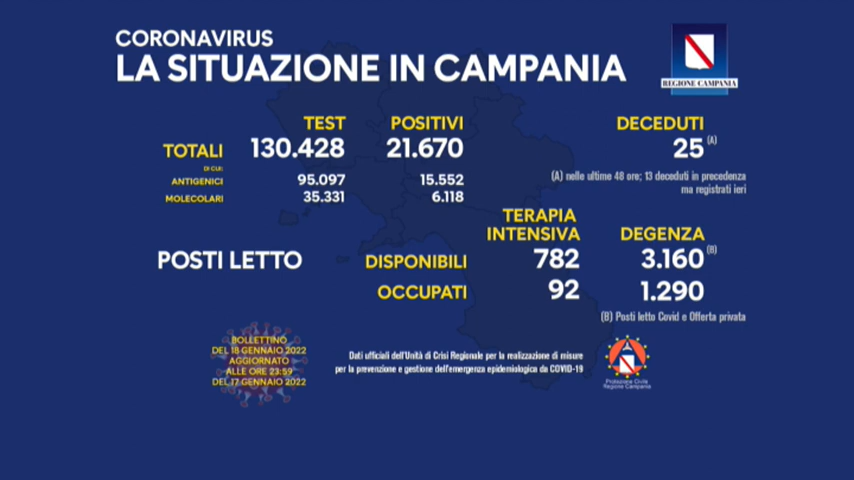 CORONAVIRUS
LA SITUAZIONE IN CAMPANIA
REGIONE CAMPANIA
TEST POSITIVI DECEDUTI
TOTALI 130.428 21.670 25 (A)
DI CUI:
ANTIGENICI 95.097 15.552
MOLECOLARI 35.331 6.118
(A) nelle ultime 48 ore; 13 deceduti in precedenza
ma registrati ieri
TERAPIA
INTENSIVA DEGENZA
POSTI LETTO DISPONIBILI 782 3.160 (B)
OCCUPATI 92 1.290
(B) Posti letto Covid e Offerta privata
BOLLETTINO
DEL 18 GENNAIO 2022
AGGIORNATO
ALLE ORE 23:59
DEL 17 GENNAIO 2022
Dati ufficiali dell'Unità di Crisi Regionale per la realizzazione di misure
per la prevenzione e gestione dell'emergenza epidemiologica da COVID-19
Protezione Civile
Regione Campania